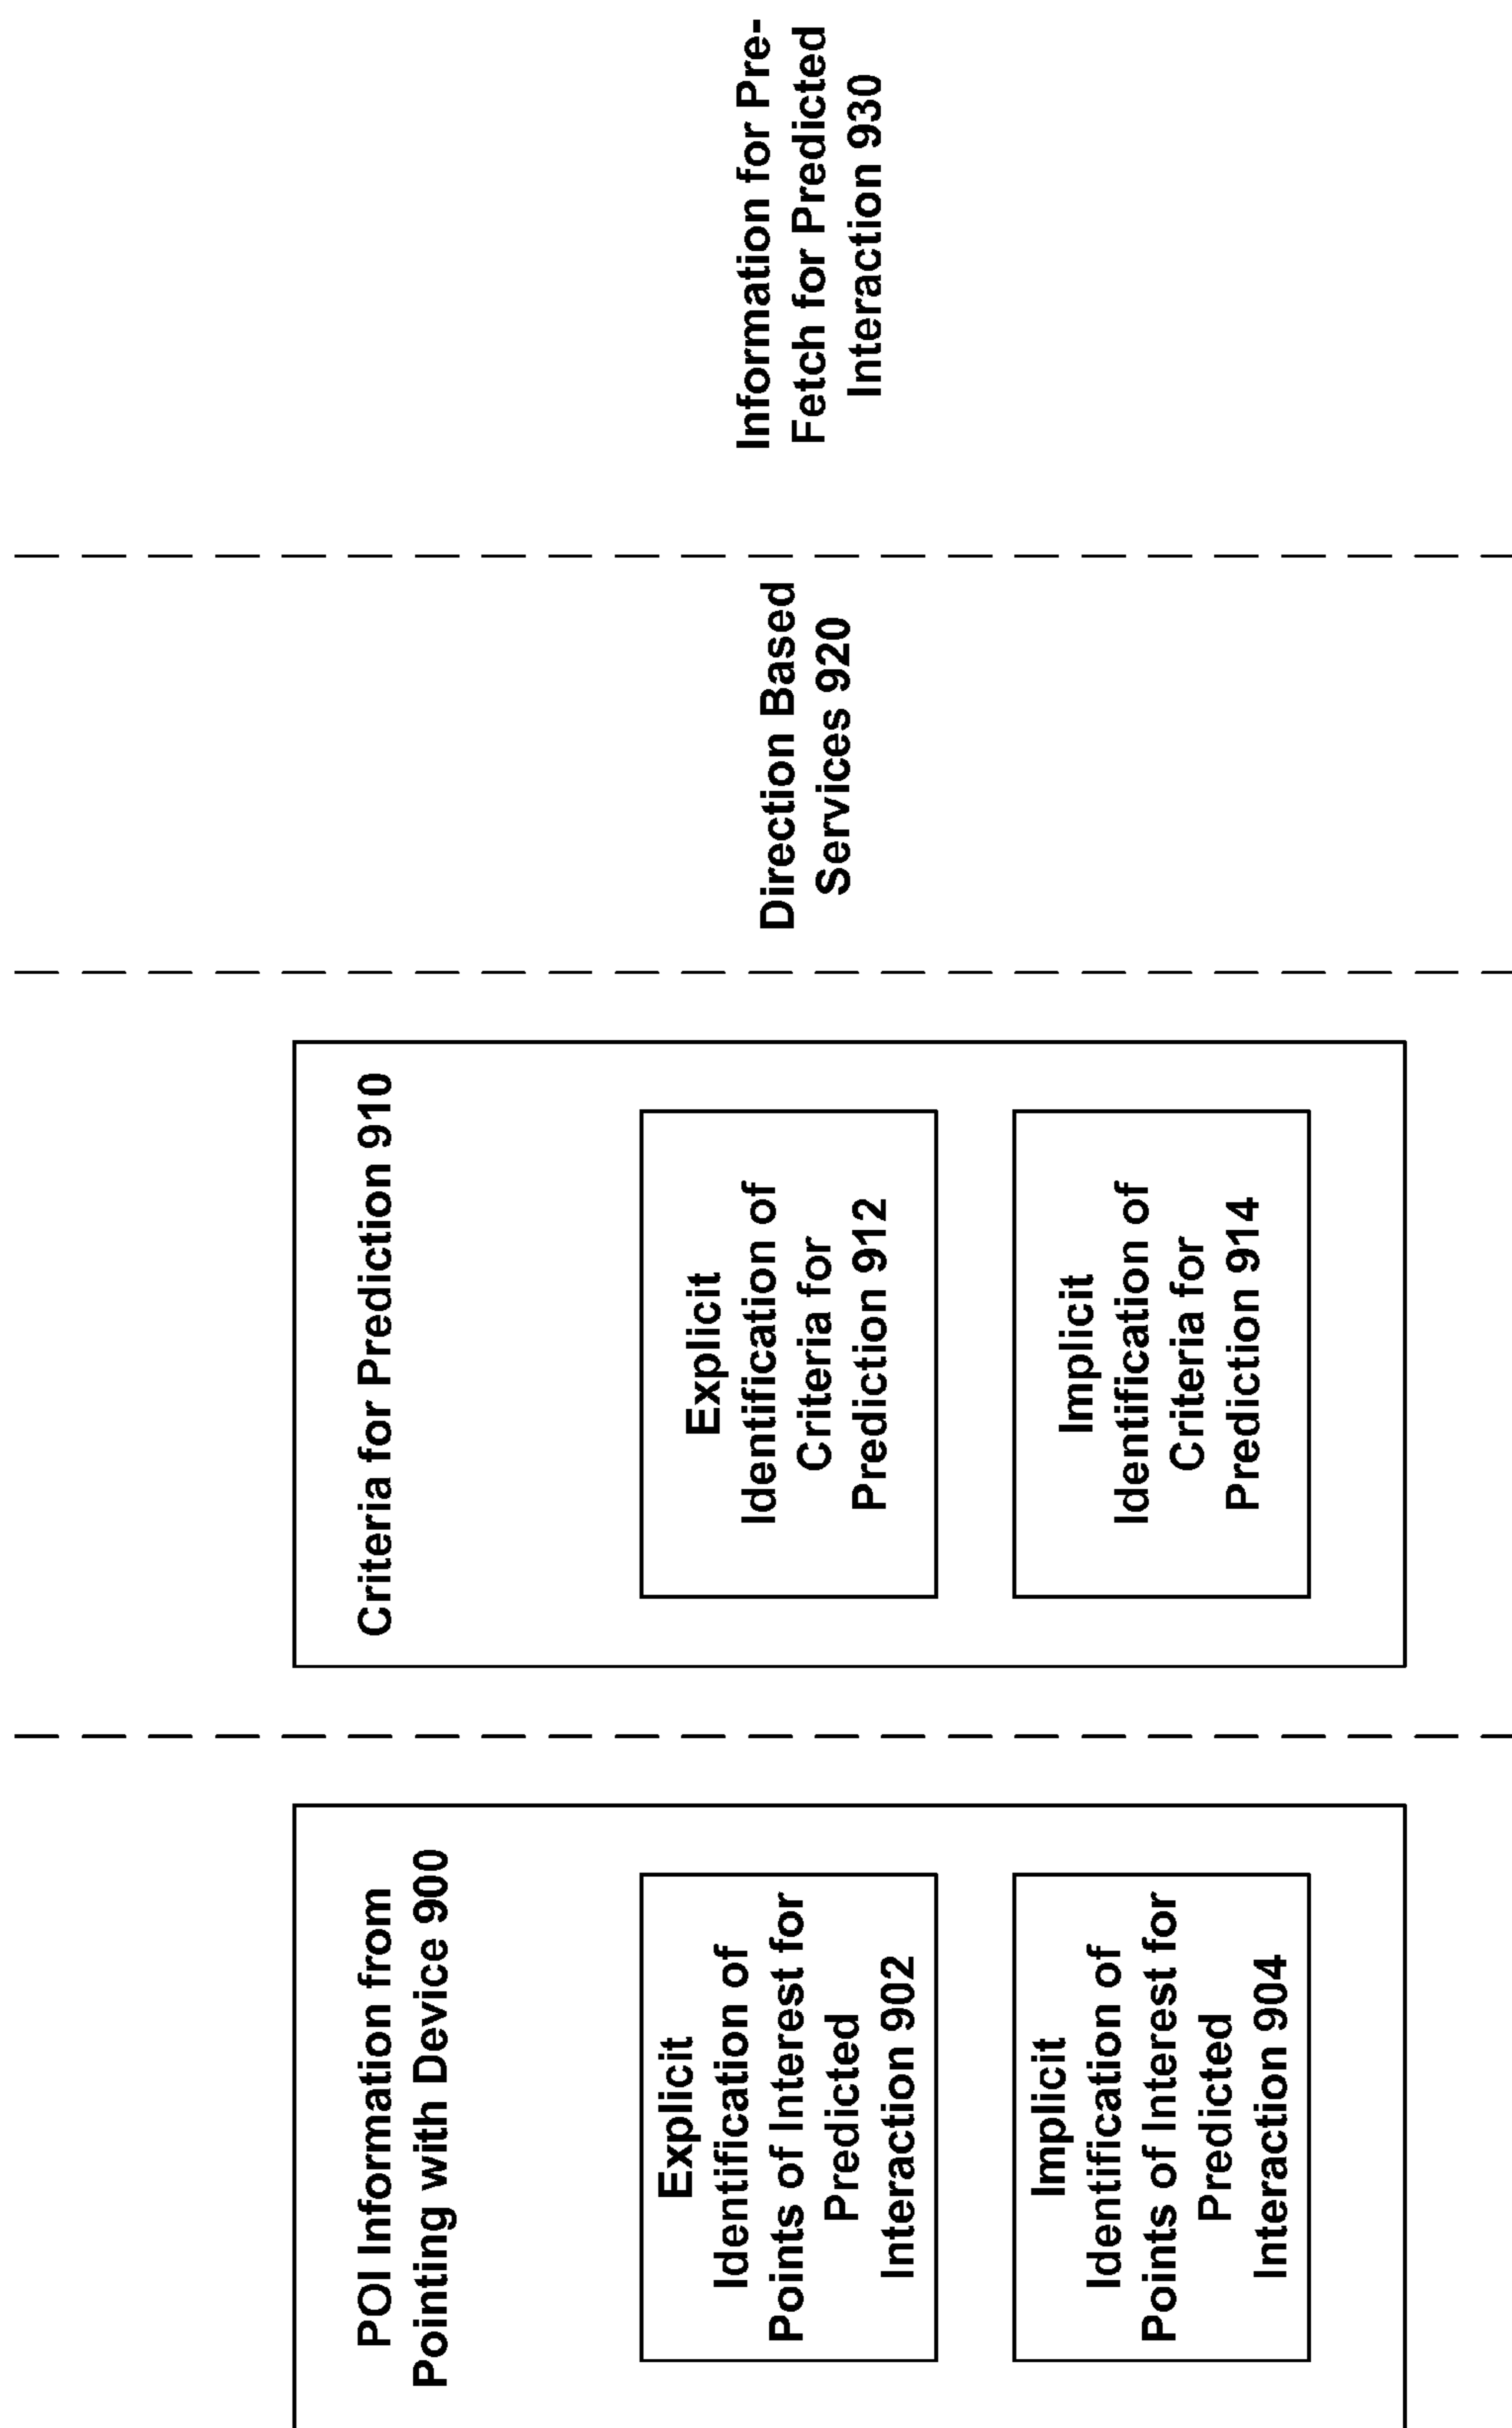 POI Information from
Pointing with Device 900
Explicit
Identification of
Points of Interest for
Predicted
Interaction 902
Implicit
Identification of
Points of Interest for
Predicted
Interaction 904
Criteria for Prediction 910
Explicit
Identification of
Criteria for
Prediction 912
Implicit
Identification of
Criteria for
Prediction 914
Direction Based
Services 920
Information for Pre-
Fetch for Predicted
Interaction 930